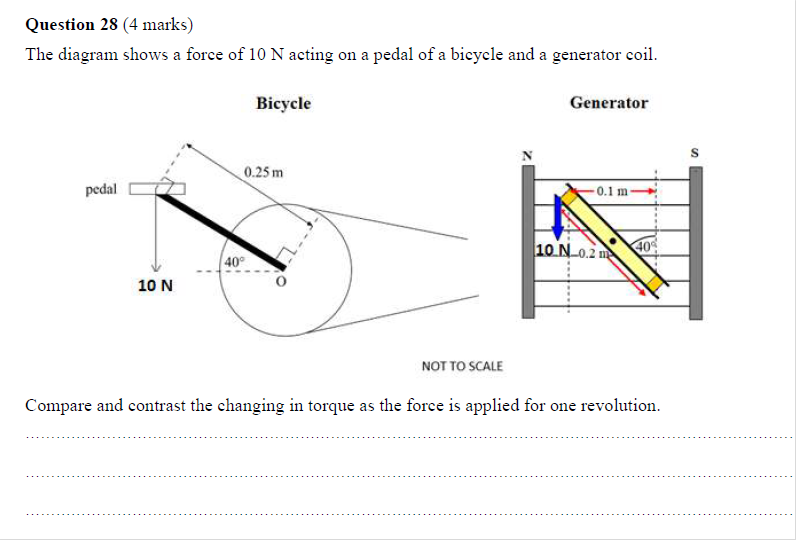 Question 28 (4 marks)
The diagram shows a force of 10 N acting on a pedal of a bicycle and a generator coil.
Bicycle
Generator
N
S
0.25 m
pedal
0.1 m
40°
10 N
0.2 m
40°
O
10 N
NOT TO SCALE
Compare and contrast the changing in torque as the force is applied for one revolution.